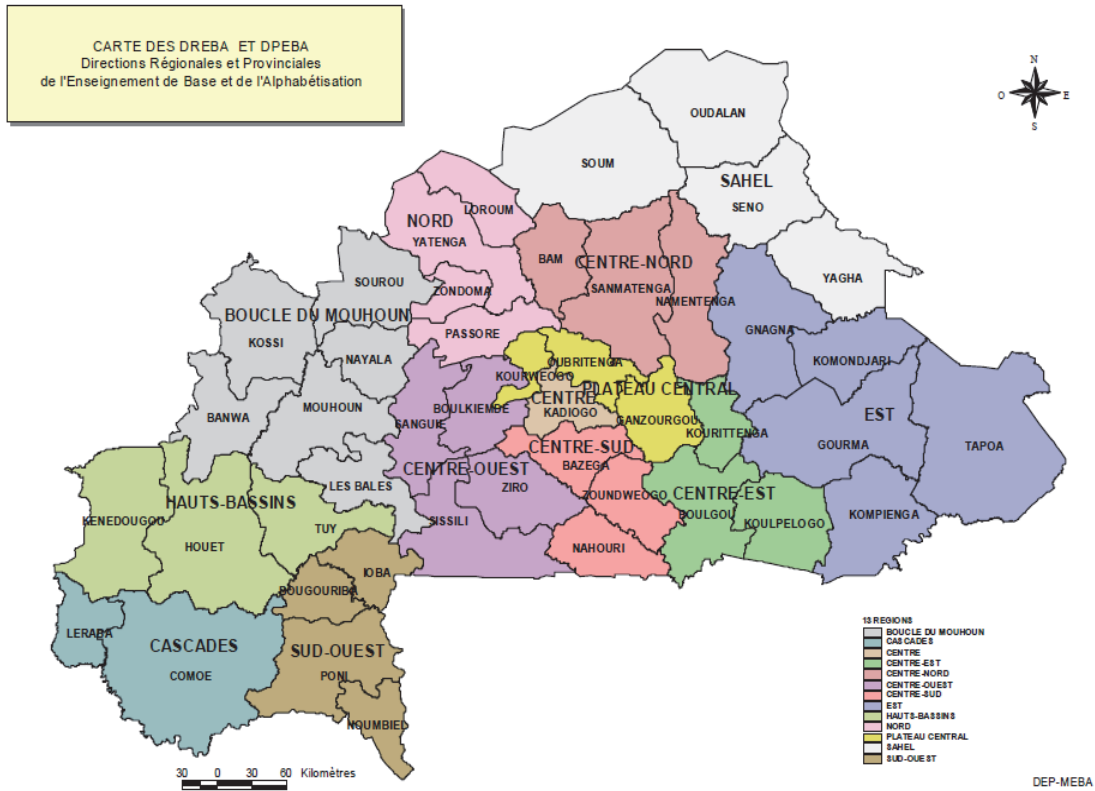 CARTE DES DREBA ET DPEBA
Directions Régionales et Provinciales
de l'Enseignement de Base et de l'Alphabétisation
N
O
E
S
OUDALAN
SOUM
SAHEL
SENO
LOROUM
NORD
YATENGA
BAM
CENTRE-NORD
YAGHA
SOUROU
ZONDOMA
SANMATENGA
NAMENTENGA
BOUCLE DU MOUHOUN
GNAGNA
PASSORE
KOSSI
NAYALA
OUBRITENGA
KOMONDJARI
KOURWEOGO
PLATEAU CENTRAL
CENTRE
BANWA
MOUHOUN
BOULKIEMDE
KADIOGO
EST
SANGUIE
GANZOURGOU
KOURITTENGA
GOURMA
TAPOA
CENTRE-SUD
CENTRE-OUEST
BAZEGA
LES BALES
ZIRO
ZOUNDWEOGO
CENTRE-EST
HAUTS-BASSINS
KENEDOUGOU
TUY
SISSILI
BOULGOU
KOULPELOGO
KOMPIENGA
HOUET
NAHOURI
IOBA
BOUGOURIBA
LERABA
CASCADES
SUD-OUEST
COMOE
PONI
NOUMBIEL
13 REGIONS
BOUCLE DU MOUHOUN
CASCADES
CENTRE
CENTRE-EST
CENTRE-NORD
CENTRE-OUEST
CENTRE-SUD
EST
HAUTS-BASSINS
NORD
PLATEAU CENTRAL
SAHEL
SUD-OUEST
30 0 30 60 Kilomètres
DEP-MEBA